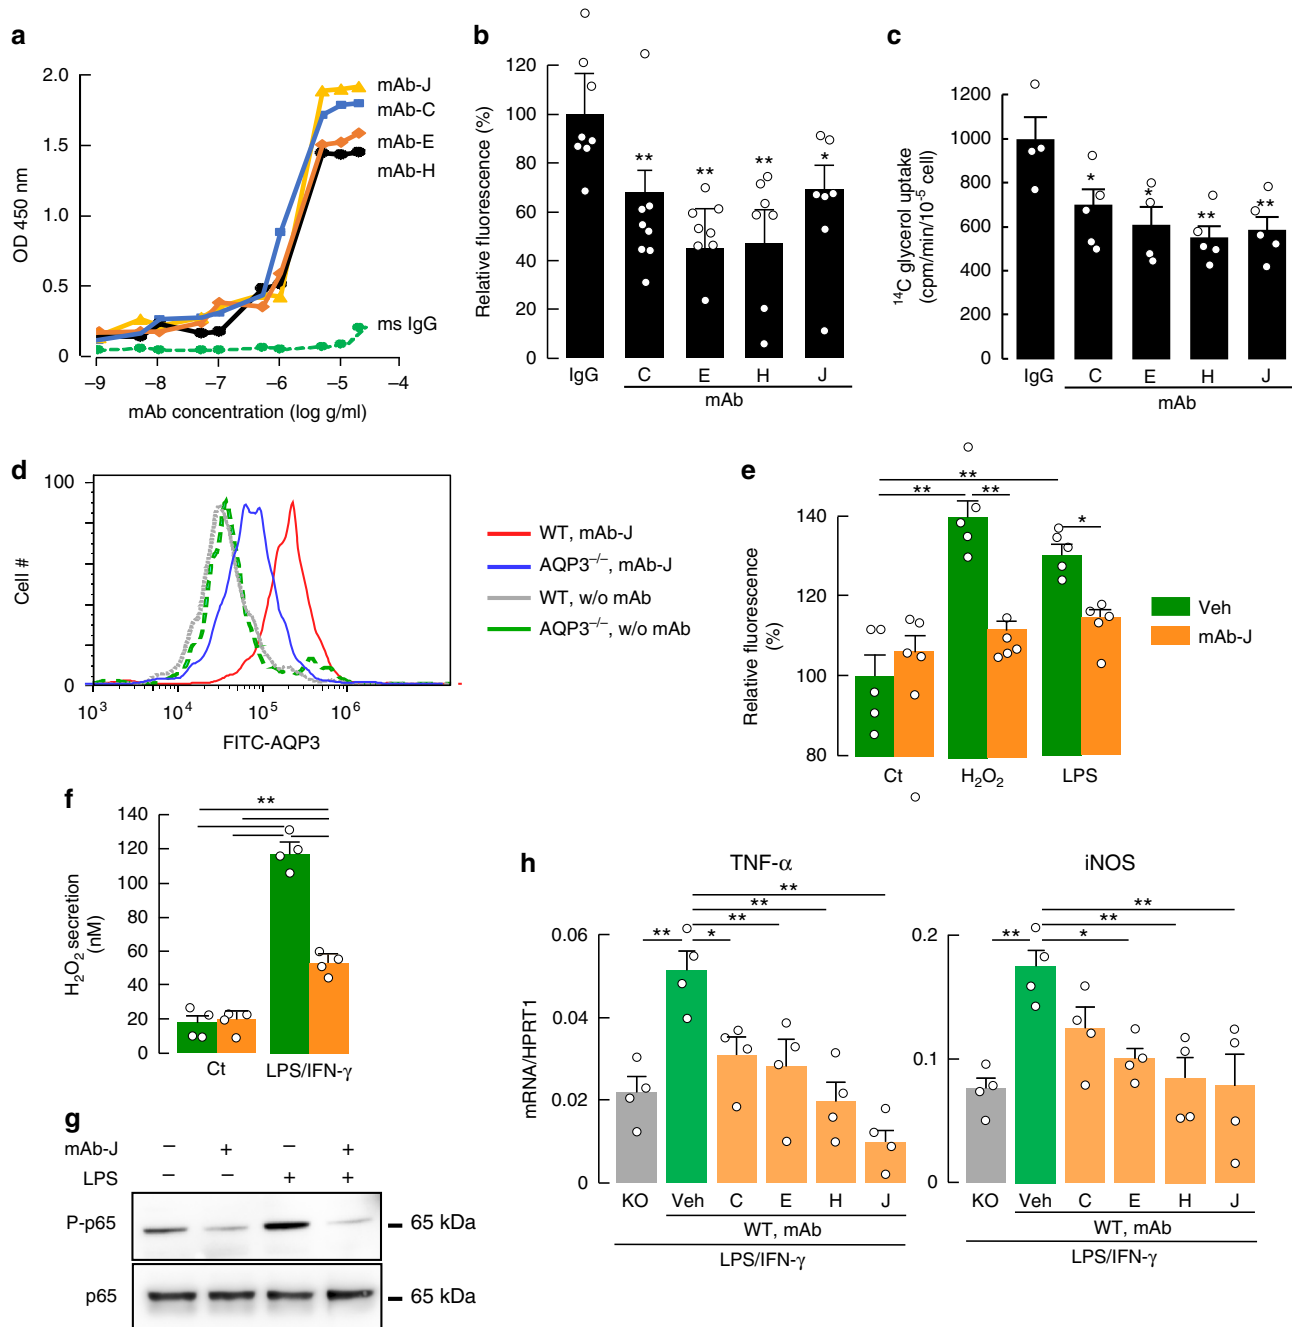 a
2.0
1.5
1.0
0.5
0
OD 450 nm
–9 –8 –7 –6 –5 –4
mAb concentration (log g/ml)
mAb-J
mAb-C
mAb-E
mAb-H
ms IgG
b
120
100
80
60
40
20
0
Relative fluorescence (%)
** ** ** *
IgG C E H J
mAb
c
1200
1000
800
600
400
200
0
¹⁴C glycerol uptake
(cpm/min/10⁻⁵ cell)
* * ** **
IgG C E H J
mAb
d
100
0
Cell #
10³ 10⁴ 10⁵ 10⁶
FITC-AQP3
WT, mAb-J
AQP3⁻/⁻, mAb-J
WT, w/o mAb
AQP3⁻/⁻, w/o mAb
e
140
120
100
80
Relative fluorescence
(%)
**
** **
*
Ct H₂O₂ LPS
Veh
mAb-J
f
140
120
100
80
60
40
20
0
H₂O₂ secretion
(nM)
**
Ct LPS/IFN-γ
g
mAb-J – + – +
LPS – – + +
P-p65 65 kDa
p65 65 kDa
h
TNF-α
0.06
0.04
0.02
0
mRNA/HPRT1
**
**
**
** *
KO Veh C E H J
WT, mAb
LPS/IFN-γ
iNOS
0.2
0.1
0
**
**
** *
KO Veh C E H J
WT, mAb
LPS/IFN-γ